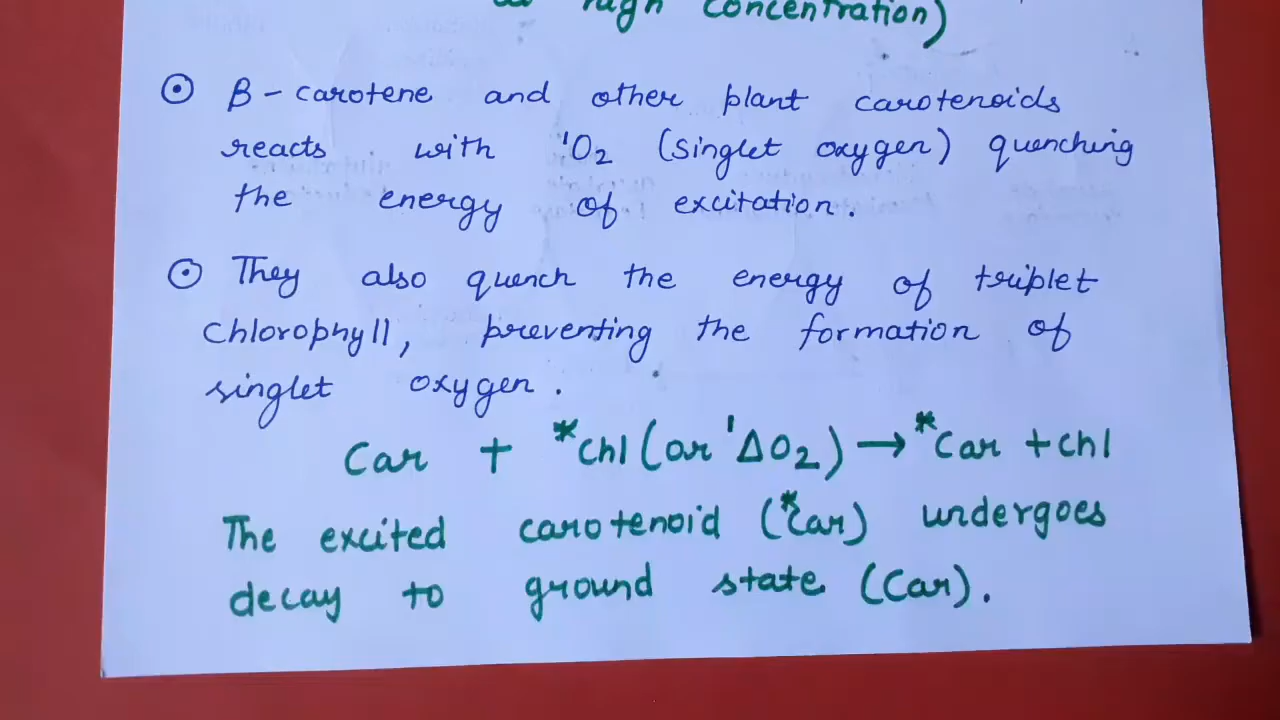 high concentration)
⊙ β - carotene and other plant carotenoids
reacts with ¹O₂ (singlet oxygen) quenching
the energy of excitation.
⊙ They also quench the energy of triplet
chlorophyll, preventing the formation of
singlet oxygen.
Car + *Chl (or ¹ΔO₂) → *Car + Chl
The excited carotenoid (*Car) undergoes
decay to ground state (Car).